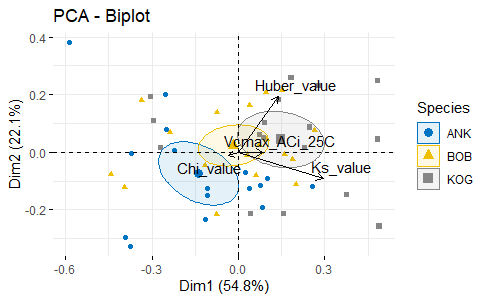 PCA - Biplot
0.4
0.2
0.0
-0.2
Dim2 (22.1%)
Huber_value
Vcmax_ACi_25C
Chl_value
Ks_value
-0.6
-0.3
0.0
0.3
Dim1 (54.8%)
Species
ANK
BOB
KOG